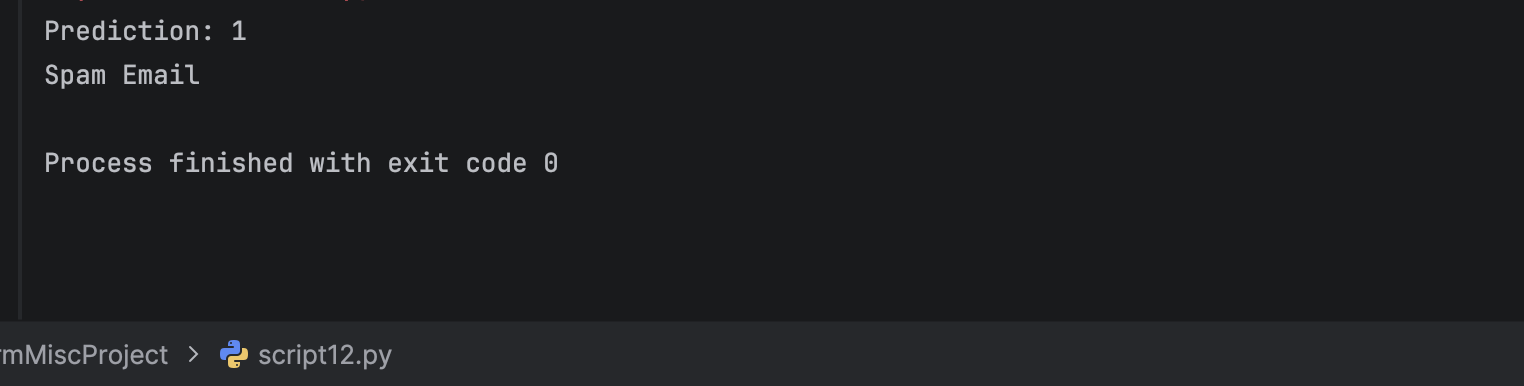 Prediction: 1
Spam Email
Process finished with exit code 0
rmMiscProject > script12.py